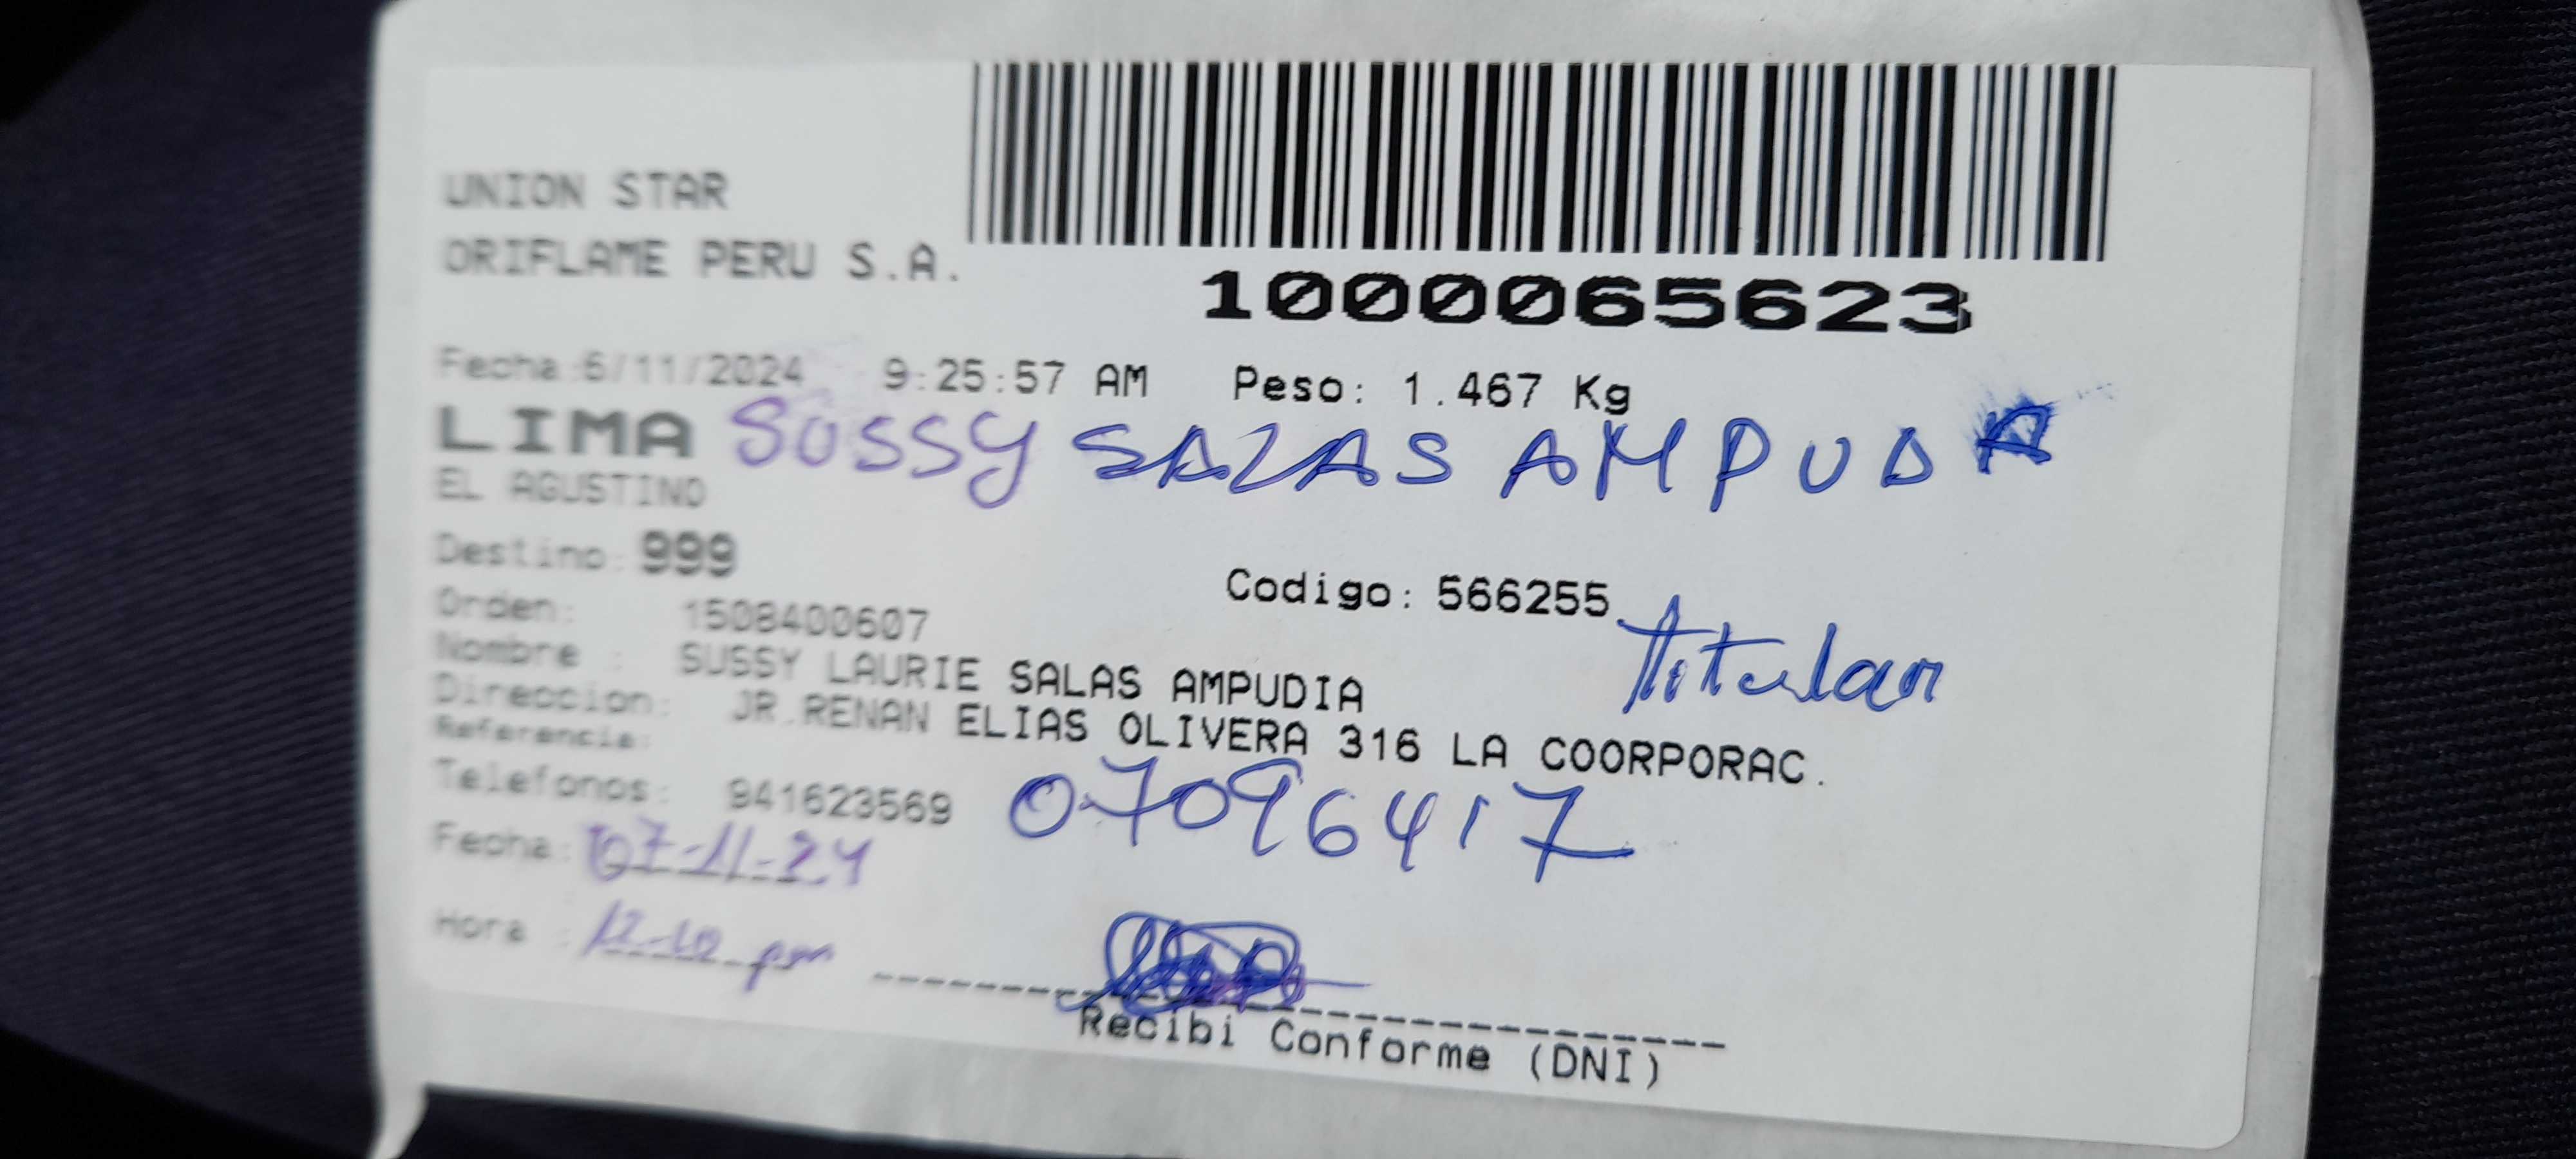 UNION STAR
ORIFLAME PERU S.A.
1000065623
Fecha:6/11/2024 9:25:57 AM Peso: 1.467 Kg
LIMA SUSSY SALAS AMPUDA
EL AGUSTINO
Destino: 999
Codigo: 566255
Orden: 1508400607
titular
Nombre : SUSSY LAURIE SALAS AMPUDIA
Direccion: JR.RENAN ELIAS OLIVERA 316 LA COORPORAC.
Referencia:
Telefonos: 941623569 07096417
Fecha: 07-11-24
Hora : 12-10 pm
Recibi Conforme (DNI)